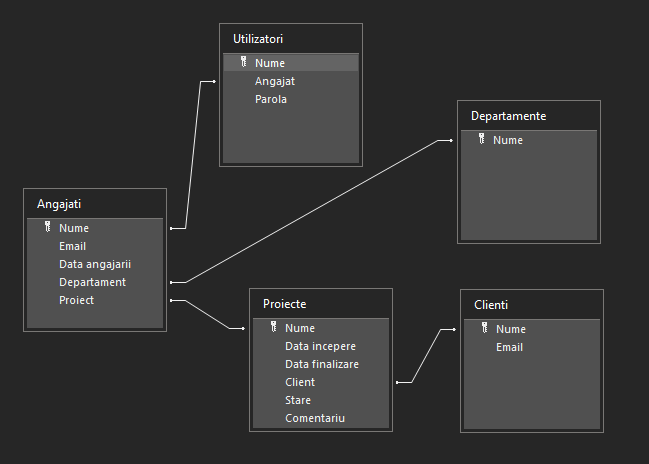 Utilizatori
Nume
Angajat
Parola
Departamente
Nume
Angajati
Nume
Email
Data angajarii
Departament
Proiect
Proiecte
Nume
Data incepere
Data finalizare
Client
Stare
Comentariu
Clienti
Nume
Email